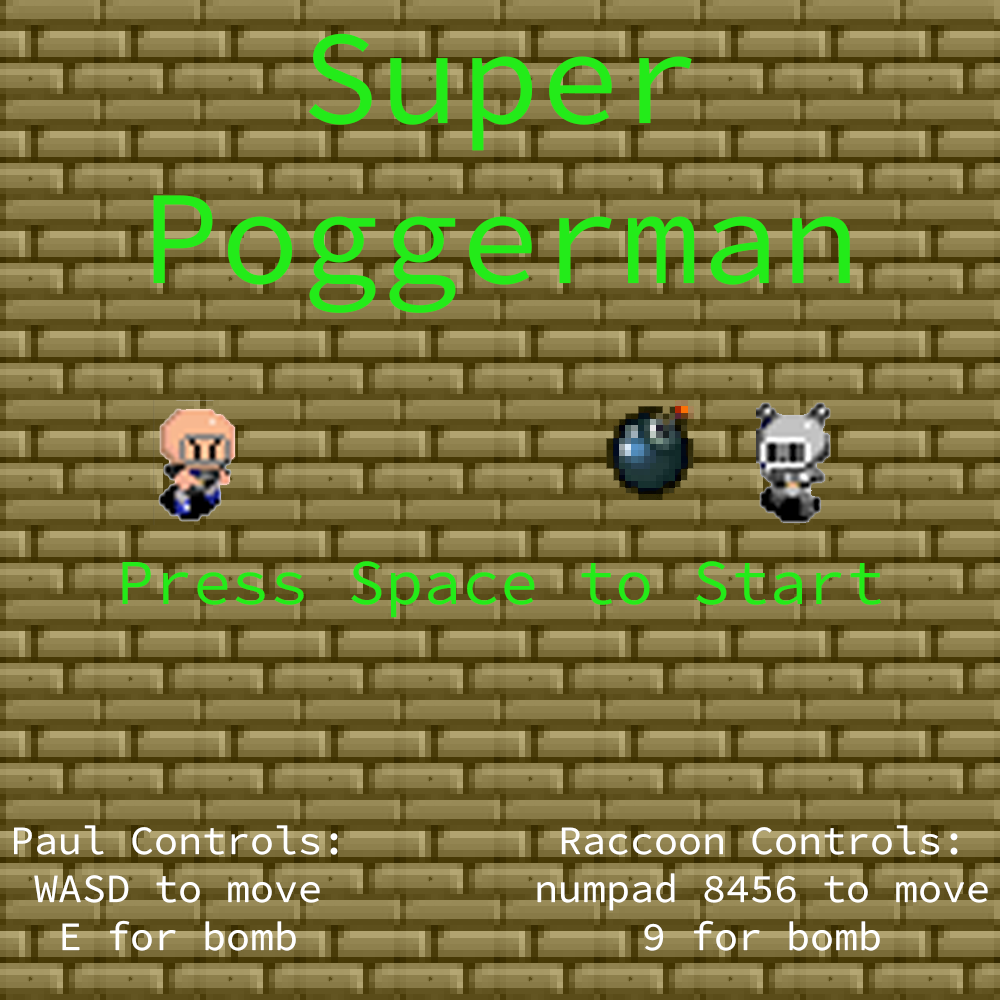 Super
Poggerman
Press Space to Start
Paul Controls:
WASD to move
E for bomb
Raccoon Controls:
numpad 8456 to move
9 for bomb